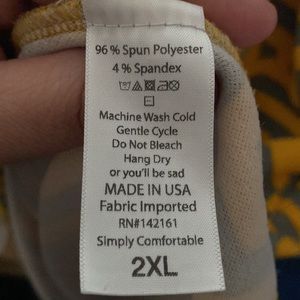 96 % Spun Polyester
4 % Spandex
Machine Wash Cold
Gentle Cycle
Do Not Bleach
Hang Dry
or you'll be sad
MADE IN USA
Fabric Imported
RN#142161
Simply Comfortable
2XL